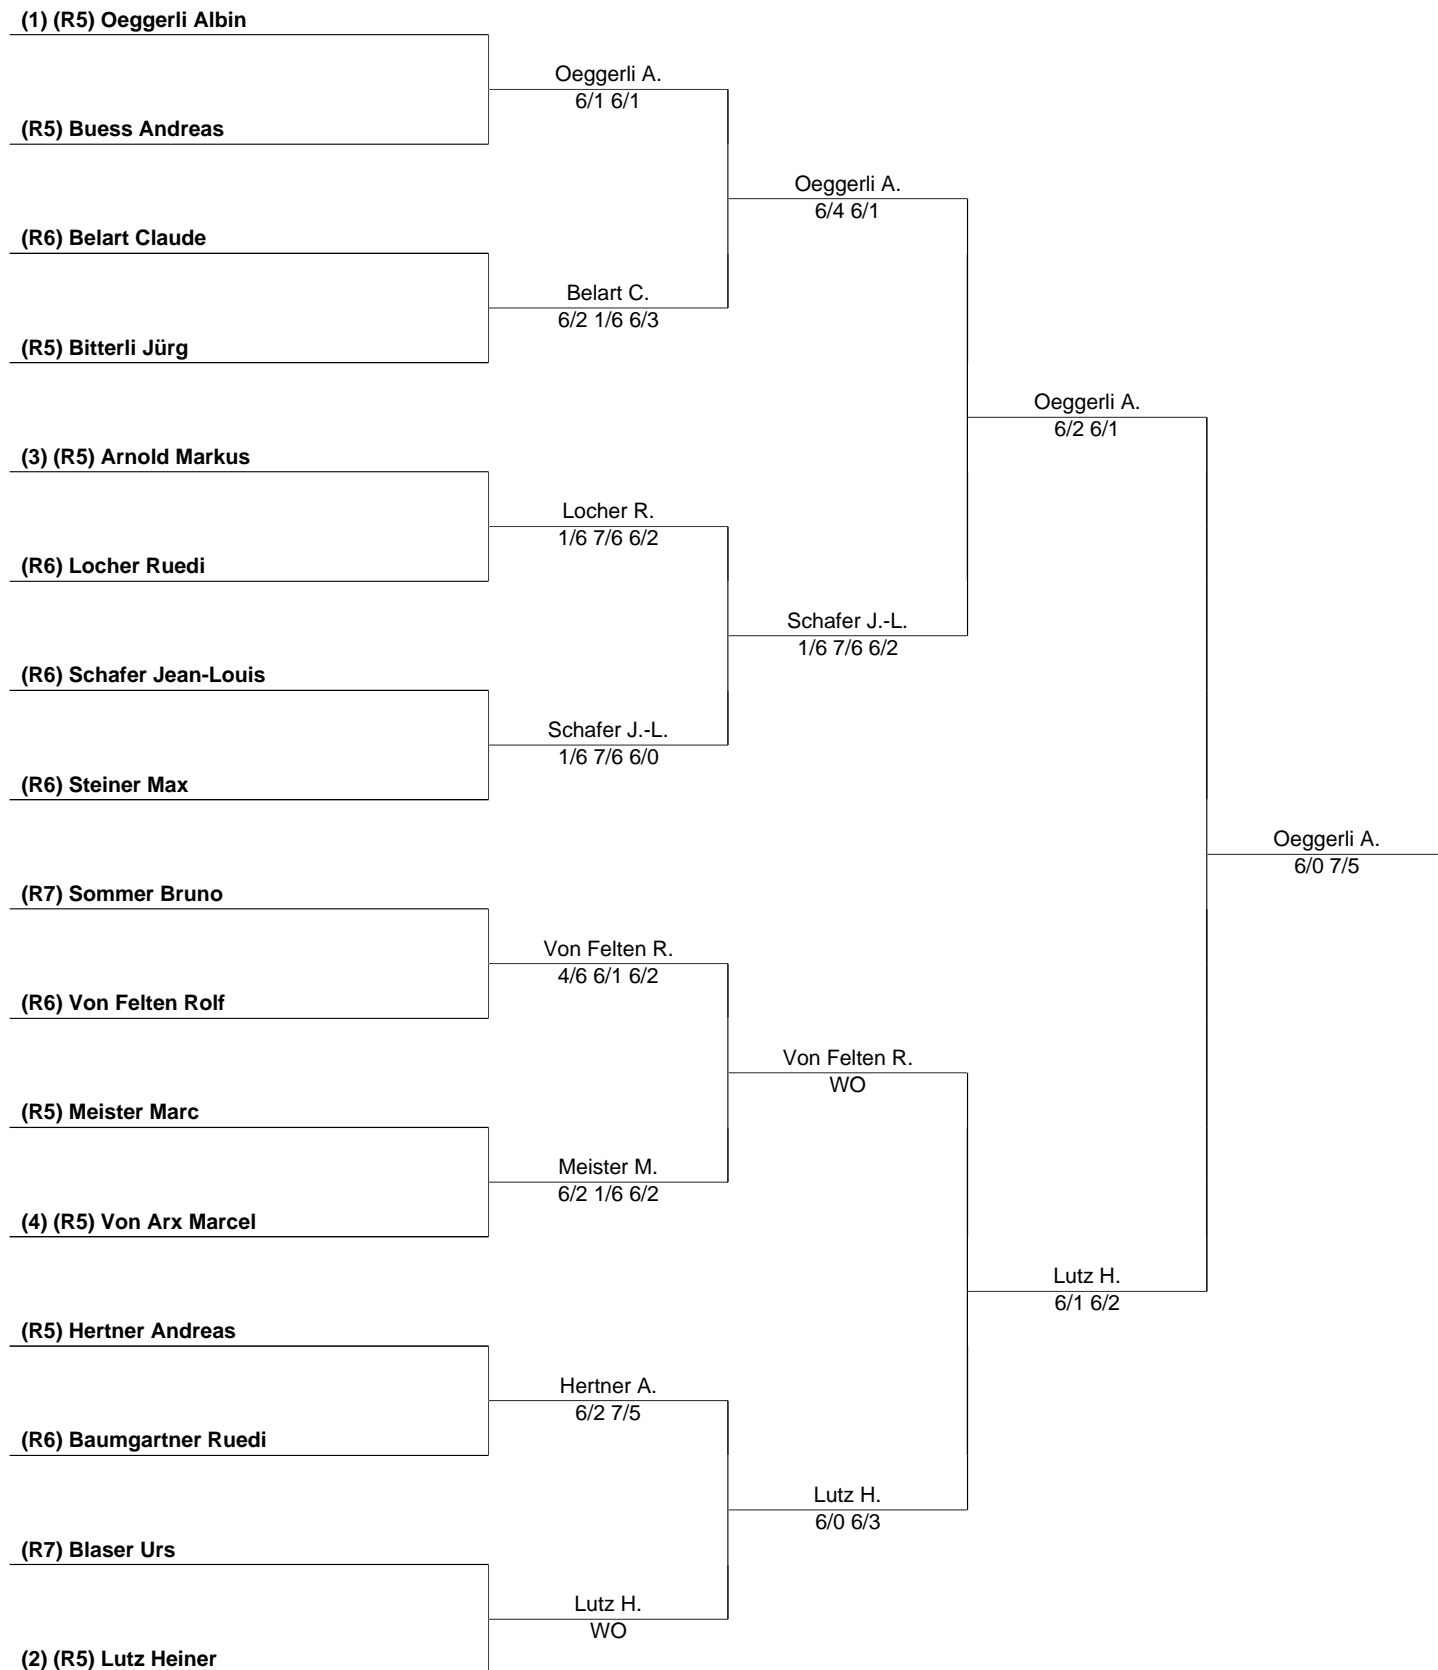 (1) (R5) Oeggerli Albin
Oeggerli A.
6/1 6/1
(R5) Buess Andreas
Oeggerli A.
6/4 6/1
(R6) Belart Claude
Belart C.
6/2 1/6 6/3
(R5) Bitterli Jürg
Oeggerli A.
6/2 6/1
(3) (R5) Arnold Markus
Locher R.
1/6 7/6 6/2
(R6) Locher Ruedi
Schafer J.-L.
1/6 7/6 6/2
(R6) Schafer Jean-Louis
Schafer J.-L.
1/6 7/6 6/0
(R6) Steiner Max
Oeggerli A.
6/0 7/5
(R7) Sommer Bruno
Von Felten R.
4/6 6/1 6/2
(R6) Von Felten Rolf
Von Felten R.
WO
(R5) Meister Marc
Meister M.
6/2 1/6 6/2
(4) (R5) Von Arx Marcel
Lutz H.
6/1 6/2
(R5) Hertner Andreas
Hertner A.
6/2 7/5
(R6) Baumgartner Ruedi
Lutz H.
6/0 6/3
(R7) Blaser Urs
Lutz H.
WO
(2) (R5) Lutz Heiner